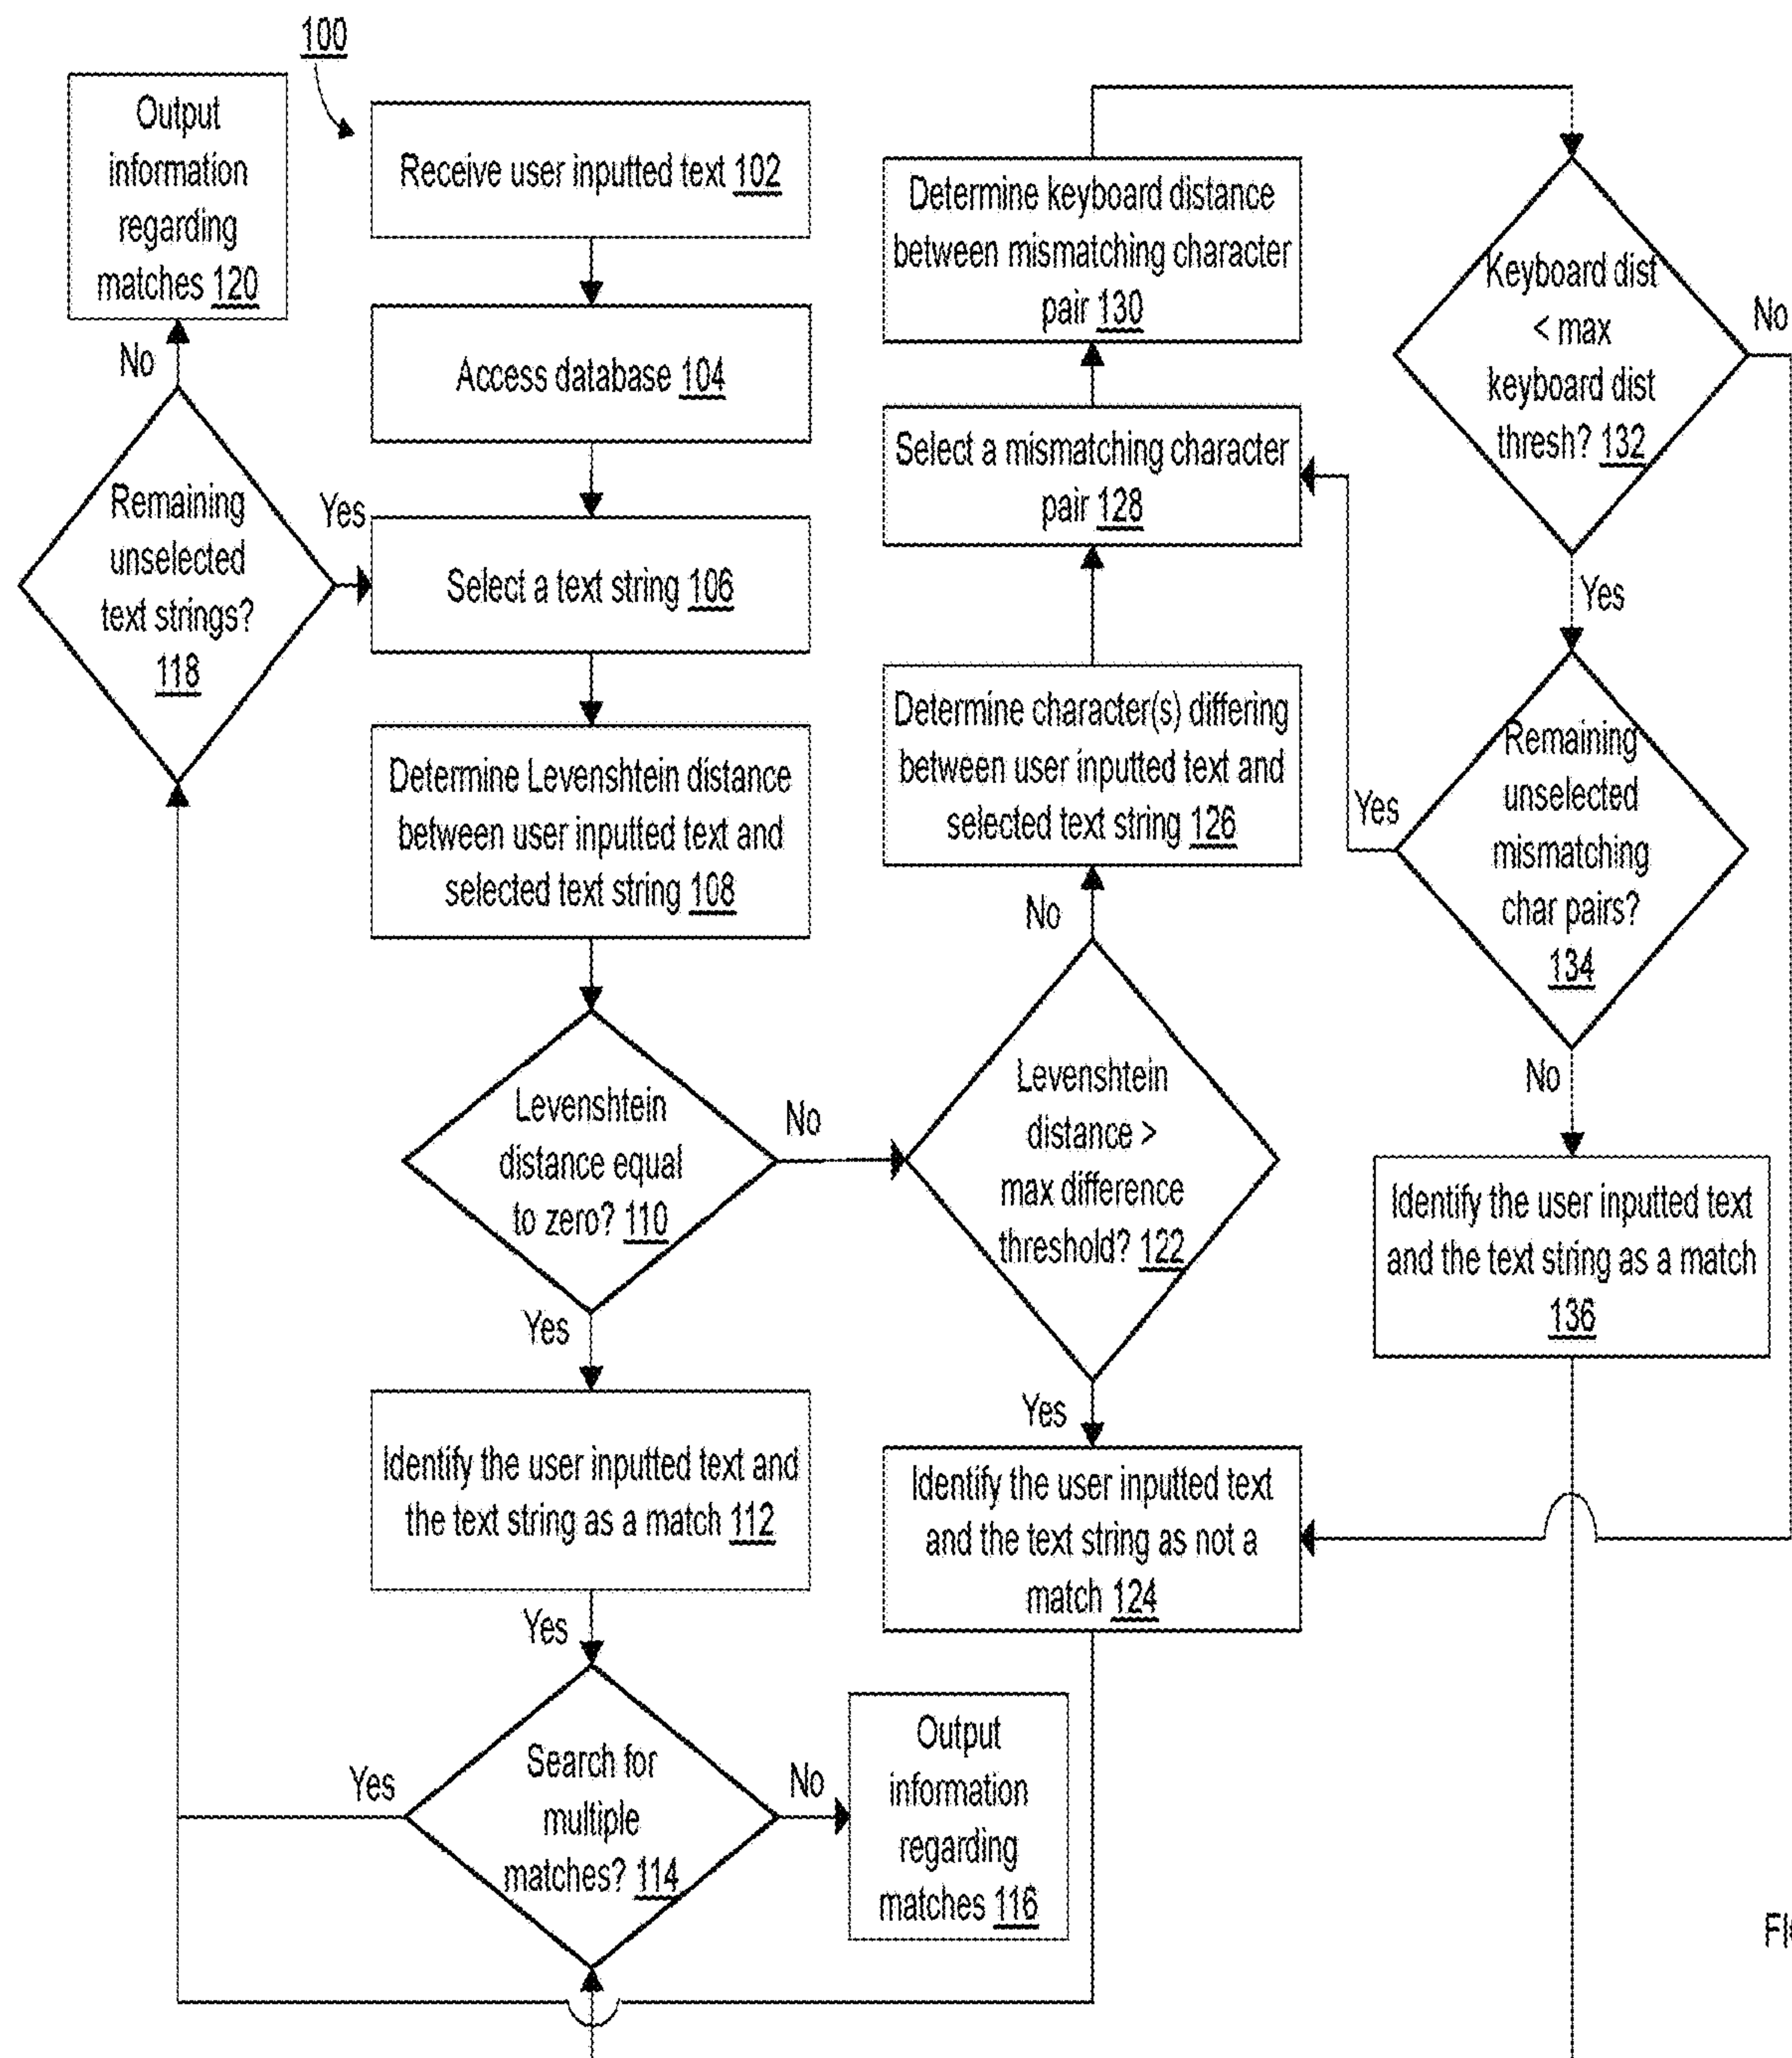 100
Output
information
regarding
matches 120
No
Remaining
unselected
text strings?
118
Yes
Receive user inputted text 102
Access database 104
Select a text string 106
Determine Levenshtein distance
between user inputted text and
selected text string 108
Levenshtein
distance equal
to zero? 110
No
Yes
Identify the user inputted text and
the text string as a match 112
Yes
Search for
multiple
matches? 114
Yes
No
Output
information
regarding
matches 116
Levenshtein
distance >
max difference
threshold? 122
No
Yes
Identify the user inputted text
and the text string as not a
match 124
Determine character(s) differing
between user inputted text and
selected text string 126
Select a mismatching character
pair 128
Determine keyboard distance
between mismatching character
pair 130
Keyboard dist
< max
keyboard dist
thresh? 132
No
Yes
Remaining
unselected
mismatching
char pairs?
134
Yes
No
Identify the user inputted text
and the text string as a match
136